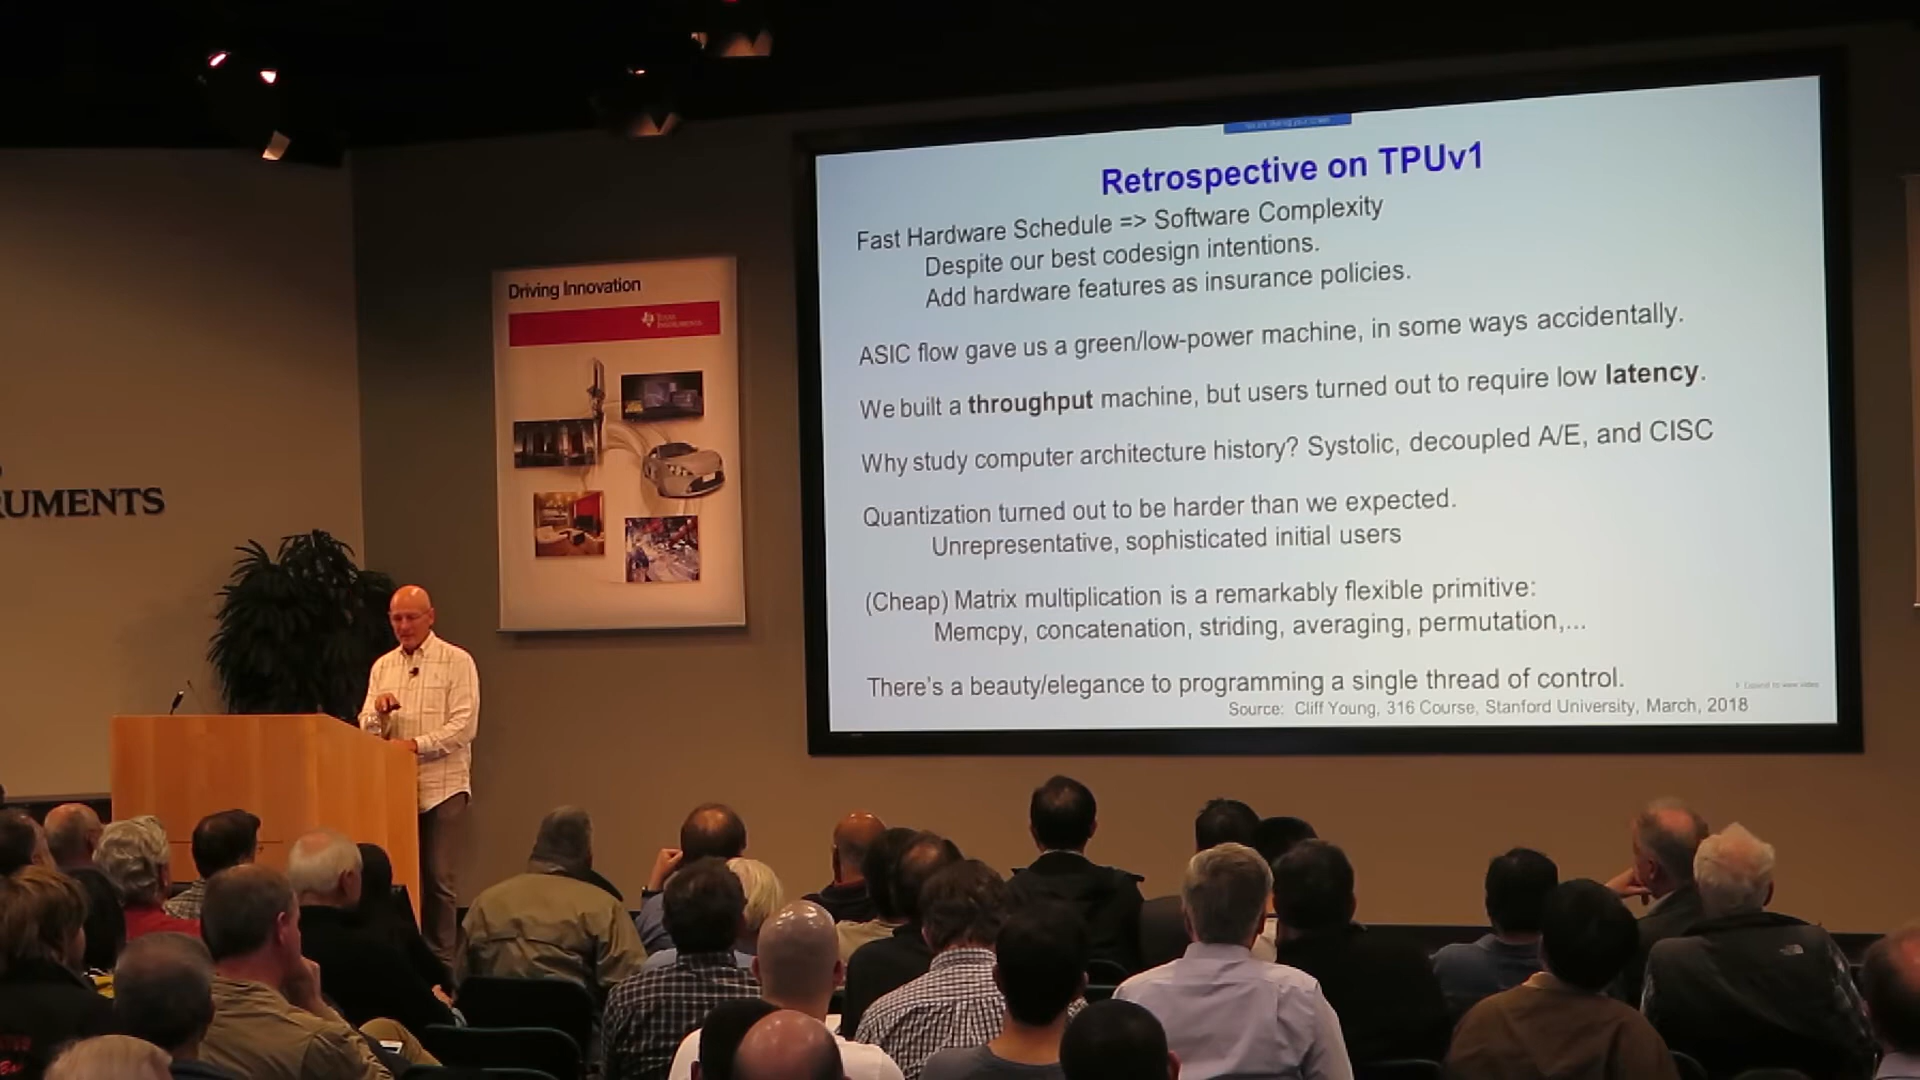 Retrospective on TPUv1
Fast Hardware Schedule => Software Complexity
Despite our best codesign intentions.
Add hardware features as insurance policies.
ASIC flow gave us a green/low-power machine, in some ways accidentally.
We built a throughput machine, but users turned out to require low latency.
Why study computer architecture history? Systolic, decoupled A/E, and CISC
Quantization turned out to be harder than we expected.
Unrepresentative, sophisticated initial users
(Cheap) Matrix multiplication is a remarkably flexible primitive:
Memcpy, concatenation, striding, averaging, permutation,...
There's a beauty/elegance to programming a single thread of control.
Source: Cliff Young, 316 Course, Stanford University, March, 2018
Driving Innovation
TEXAS
INSTRUMENTS
RUMENTS